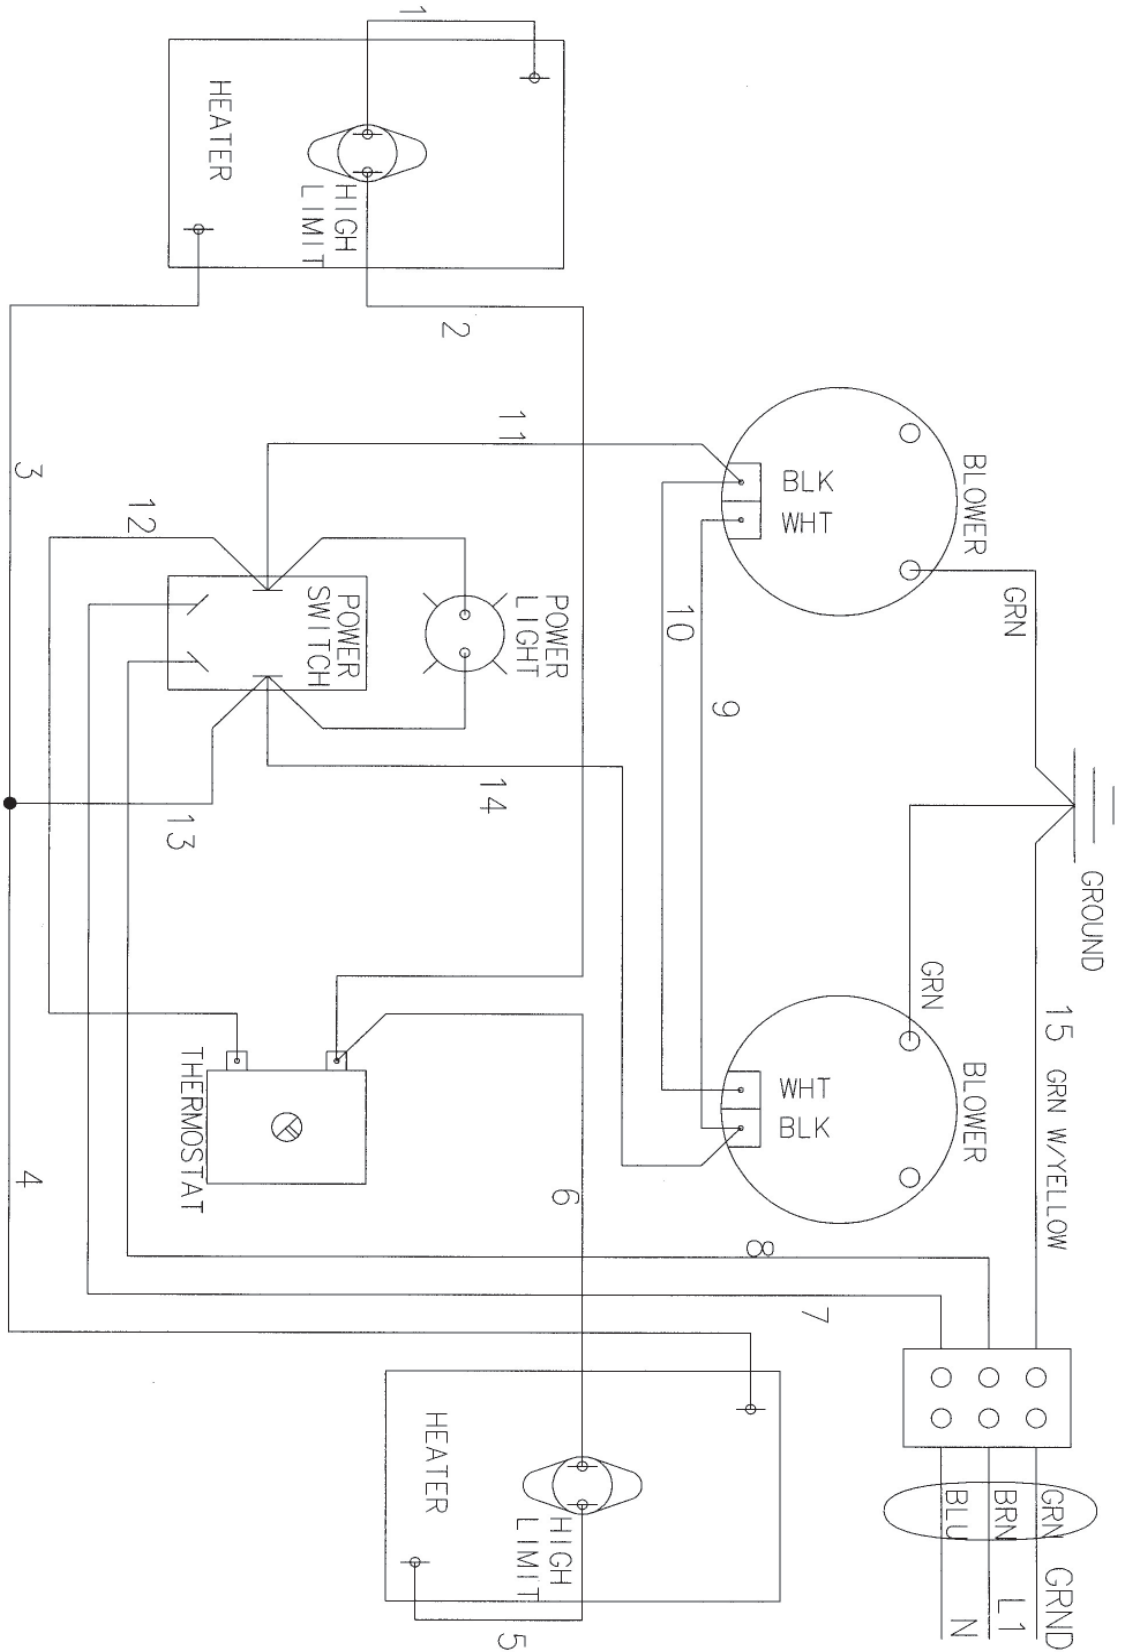 GROUND
15 GRN W/YELLOW
GRN
GRND
BRN
L1
BLU
N
BLOWER
GRN
BLOWER
GRN
BLK
WHT
WHT
BLK
7
8
9
10
6
POWER
LIGHT
11
14
HIGH
LIMIT
5
2
HEATER
1
HIGH
LIMIT
POWER
SWITCH
HEATER
THERMOSTAT
13
12
3
4